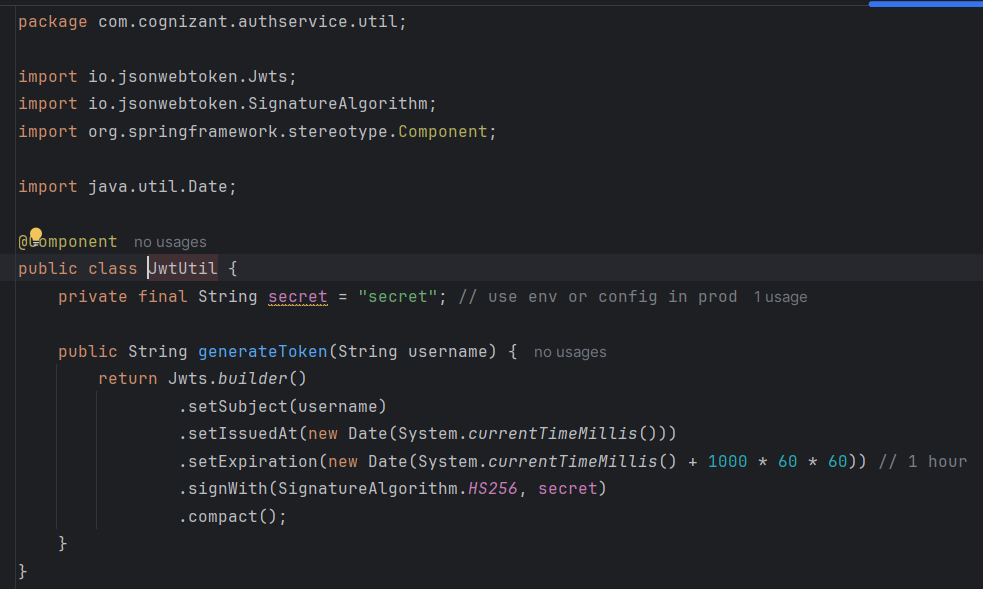 package com.cognizant.authservice.util;
import io.jsonwebtoken.Jwts;
import io.jsonwebtoken.SignatureAlgorithm;
import org.springframework.stereotype.Component;
import java.util.Date;
@Component no usages
public class JwtUtil {
private final String secret = "secret"; // use env or config in prod 1 usage
public String generateToken(String username) { no usages
return Jwts.builder()
.setSubject(username)
.setIssuedAt(new Date(System.currentTimeMillis()))
.setExpiration(new Date(System.currentTimeMillis() + 1000 * 60 * 60)) // 1 hour
.signWith(SignatureAlgorithm.HS256, secret)
.compact();
}
}